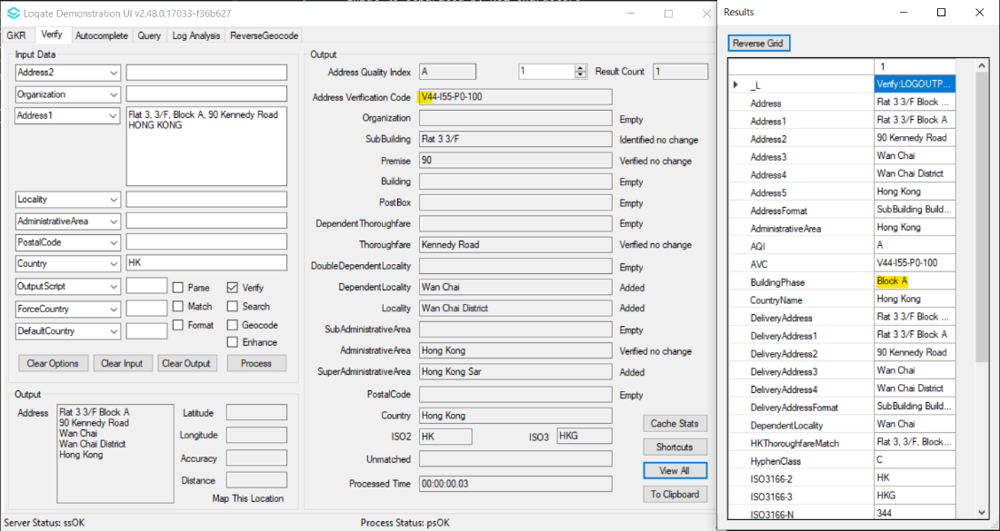 Loqate Demonstration UI v2.48.0.17033-f36b627
GKR Verify Autocomplete Query Log Analysis ReverseGeocode
Input Data
Address2
Organization
Address1 Flat 3, 3/F, Block A, 90 Kennedy Road
HONG KONG
Locality
AdministrativeArea
PostalCode
Country HK
OutputScript Parse Verify
ForceCountry Match Search
DefaultCountry Format Geocode
Enhance
Clear Options Clear Input Clear Output Process
Output
Address Flat 3 3/F Block A
90 Kennedy Road
Wan Chai
Wan Chai District
Hong Kong
Latitude
Longitude
Accuracy
Distance
Map This Location
Output
Address Quality Index A 1 Result Count 1
Address Verification Code V44-I55-P0-100
Organization Empty
SubBuilding Flat 3 3/F Identified no change
Premise 90 Verified no change
Building Empty
PostBox Empty
DependentThoroughfare Empty
Thoroughfare Kennedy Road Verified no change
DoubleDependentLocality Empty
DependentLocality Wan Chai Added
Locality Wan Chai District Added
SubAdministrativeArea Empty
AdministrativeArea Hong Kong Verified no change
SuperAdministrativeArea Hong Kong Sar Added
PostalCode Empty
Country Hong Kong
ISO2 HK ISO3 HKG
Unmatched
Processed Time 00:00:00.03
Cache Stats
Shortcuts
View All
To Clipboard
Server Status: ssOK Process Status: psOK
Results
Reverse Grid
1
_L Verify:LOGOUTP...
Address Flat 3 3/F Block ...
Address1 Flat 3 3/F Block A
Address2 90 Kennedy Road
Address3 Wan Chai
Address4 Wan Chai District
Address5 Hong Kong
AddressFormat SubBuilding Build...
AdministrativeArea Hong Kong
AQI A
AVC V44-I55-P0-100
BuildingPhase Block A
CountryName Hong Kong
DeliveryAddress Flat 3 3/F Block ...
DeliveryAddress1 Flat 3 3/F Block A
DeliveryAddress2 90 Kennedy Road
DeliveryAddress3 Wan Chai
DeliveryAddress4 Wan Chai District
DeliveryAddressFormat SubBuilding Build...
DependentLocality Wan Chai
HKThoroughfareMatch Flat 3, 3/F, Block...
HyphenClass C
ISO3166-2 HK
ISO3166-3 HKG
ISO3166-N 344